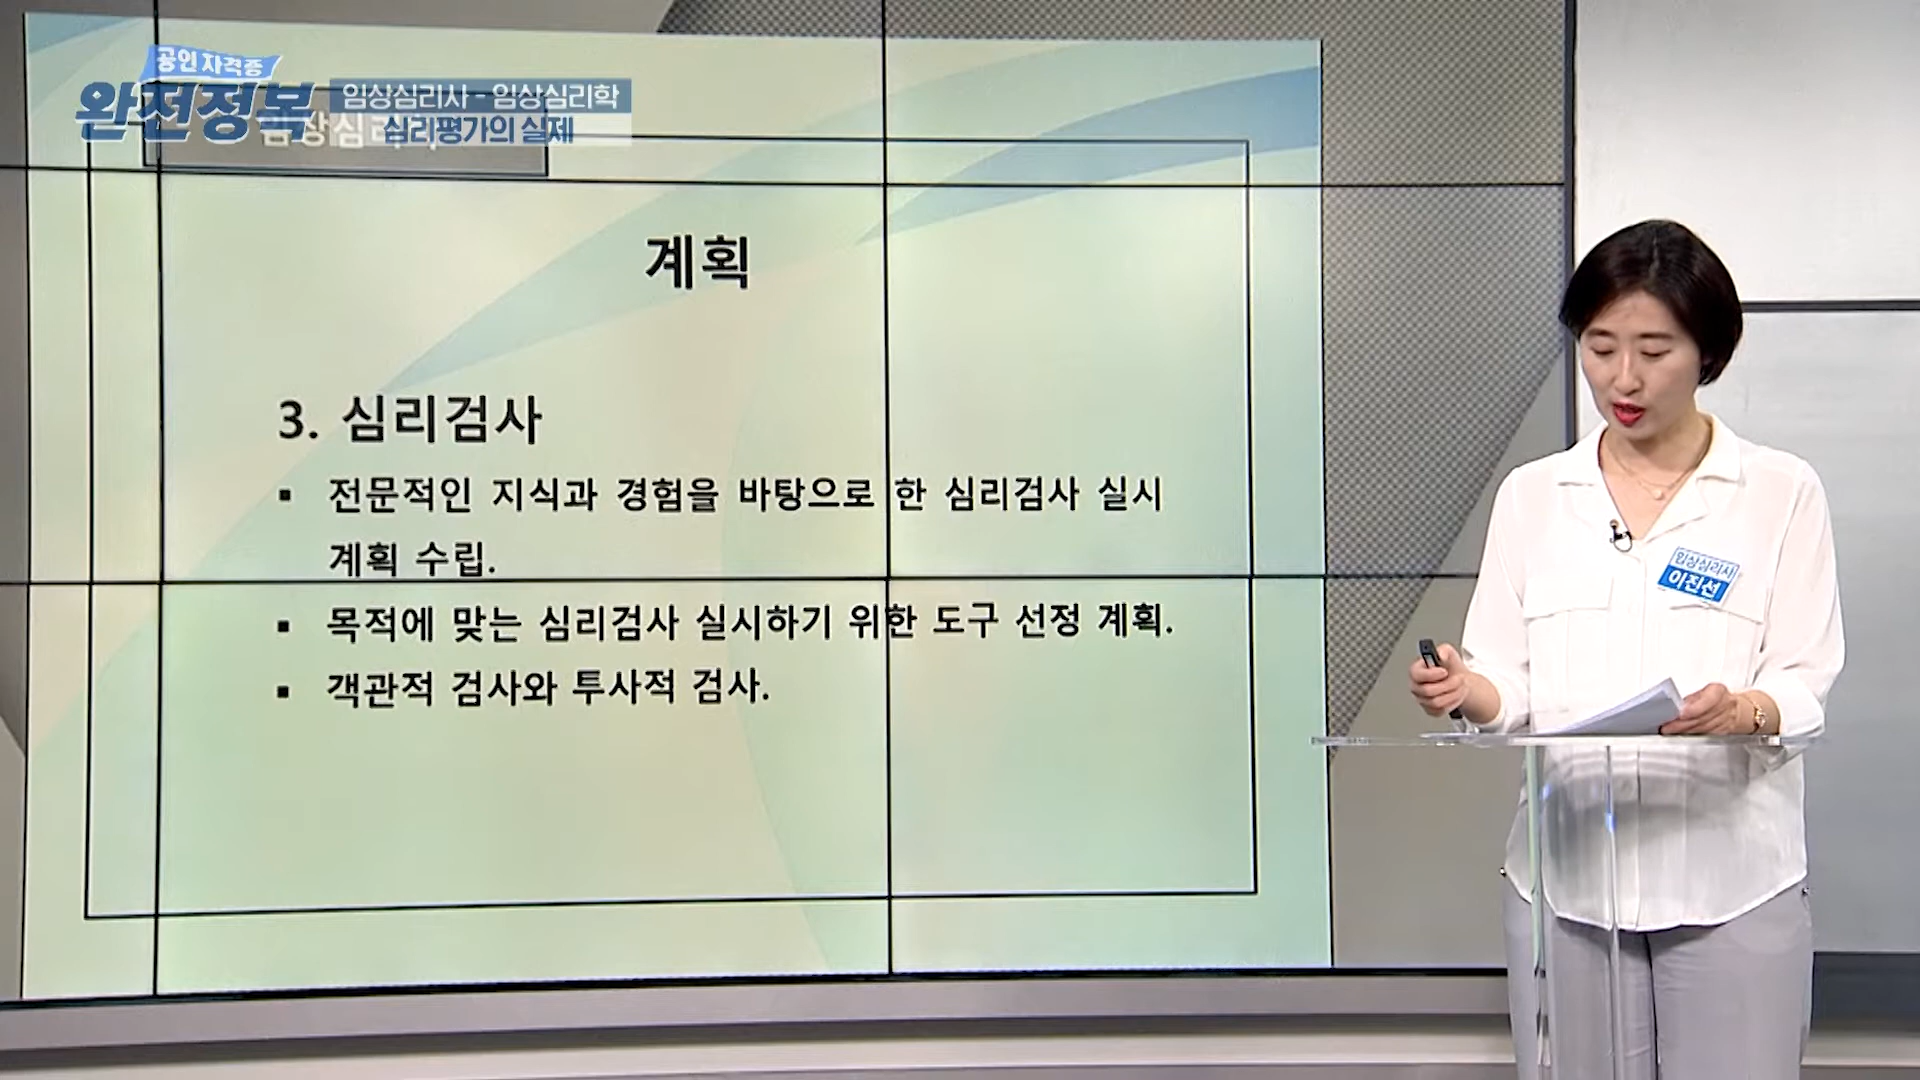 공인 자격증
완전정복
임상심리사 - 임상심리학
심리평가의 실제
계획
3. 심리검사
▪ 전문적인 지식과 경험을 바탕으로 한 심리검사 실시
계획 수립.
▪ 목적에 맞는 심리검사 실시하기 위한 도구 선정 계획.
▪ 객관적 검사와 투사적 검사.
임상심리사
이진선